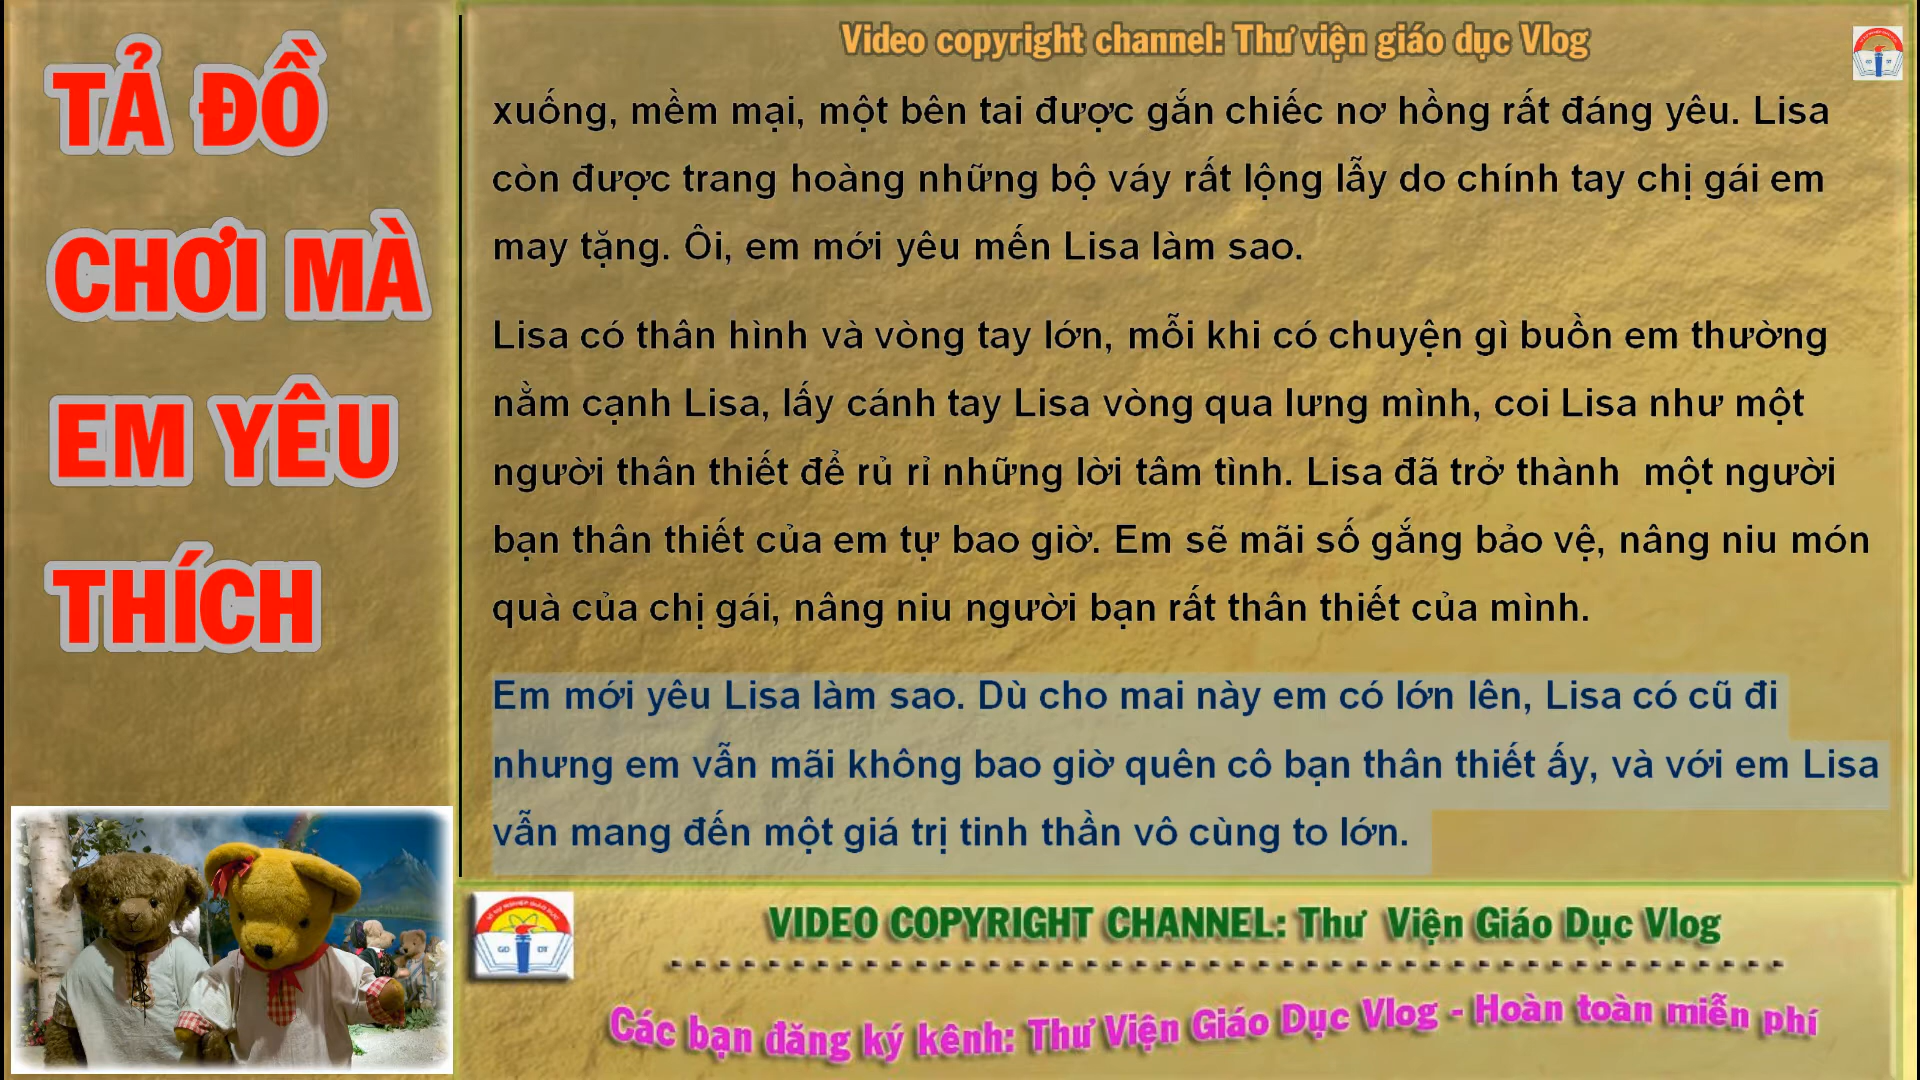 TẢ ĐỒ
CHƠI MÀ
EM YÊU
THÍCH
Video copyright channel: Thư viện giáo dục Vlog
xuống, mềm mại, một bên tai được gắn chiếc nơ hồng rất đáng yêu. Lisa
còn được trang hoàng những bộ váy rất lộng lẫy do chính tay chị gái em
may tặng. Ôi, em mới yêu mến Lisa làm sao.
Lisa có thân hình và vòng tay lớn, mỗi khi có chuyện gì buồn em thường
nằm cạnh Lisa, lấy cánh tay Lisa vòng qua lưng mình, coi Lisa như một
người thân thiết để rủ rỉ những lời tâm tình. Lisa đã trở thành một người
bạn thân thiết của em tự bao giờ. Em sẽ mãi số gắng bảo vệ, nâng niu món
quà của chị gái, nâng niu người bạn rất thân thiết của mình.
Em mới yêu Lisa làm sao. Dù cho mai này em có lớn lên, Lisa có cũ đi
nhưng em vẫn mãi không bao giờ quên cô bạn thân thiết ấy, và với em Lisa
vẫn mang đến một giá trị tinh thần vô cùng to lớn.
GD ĐT
VIDEO COPYRIGHT CHANNEL: Thư Viện Giáo Dục Vlog
Các bạn đăng ký kênh: Thư Viện Giáo Dục Vlog - Hoàn toàn miễn phí